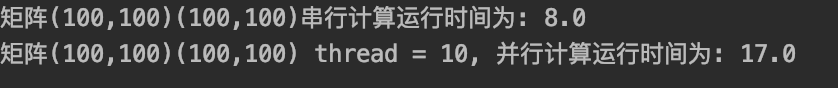 矩阵(100,100)(100,100)串行计算运行时间为: 8.0
矩阵(100,100)(100,100) thread = 10, 并行计算运行时间为: 17.0